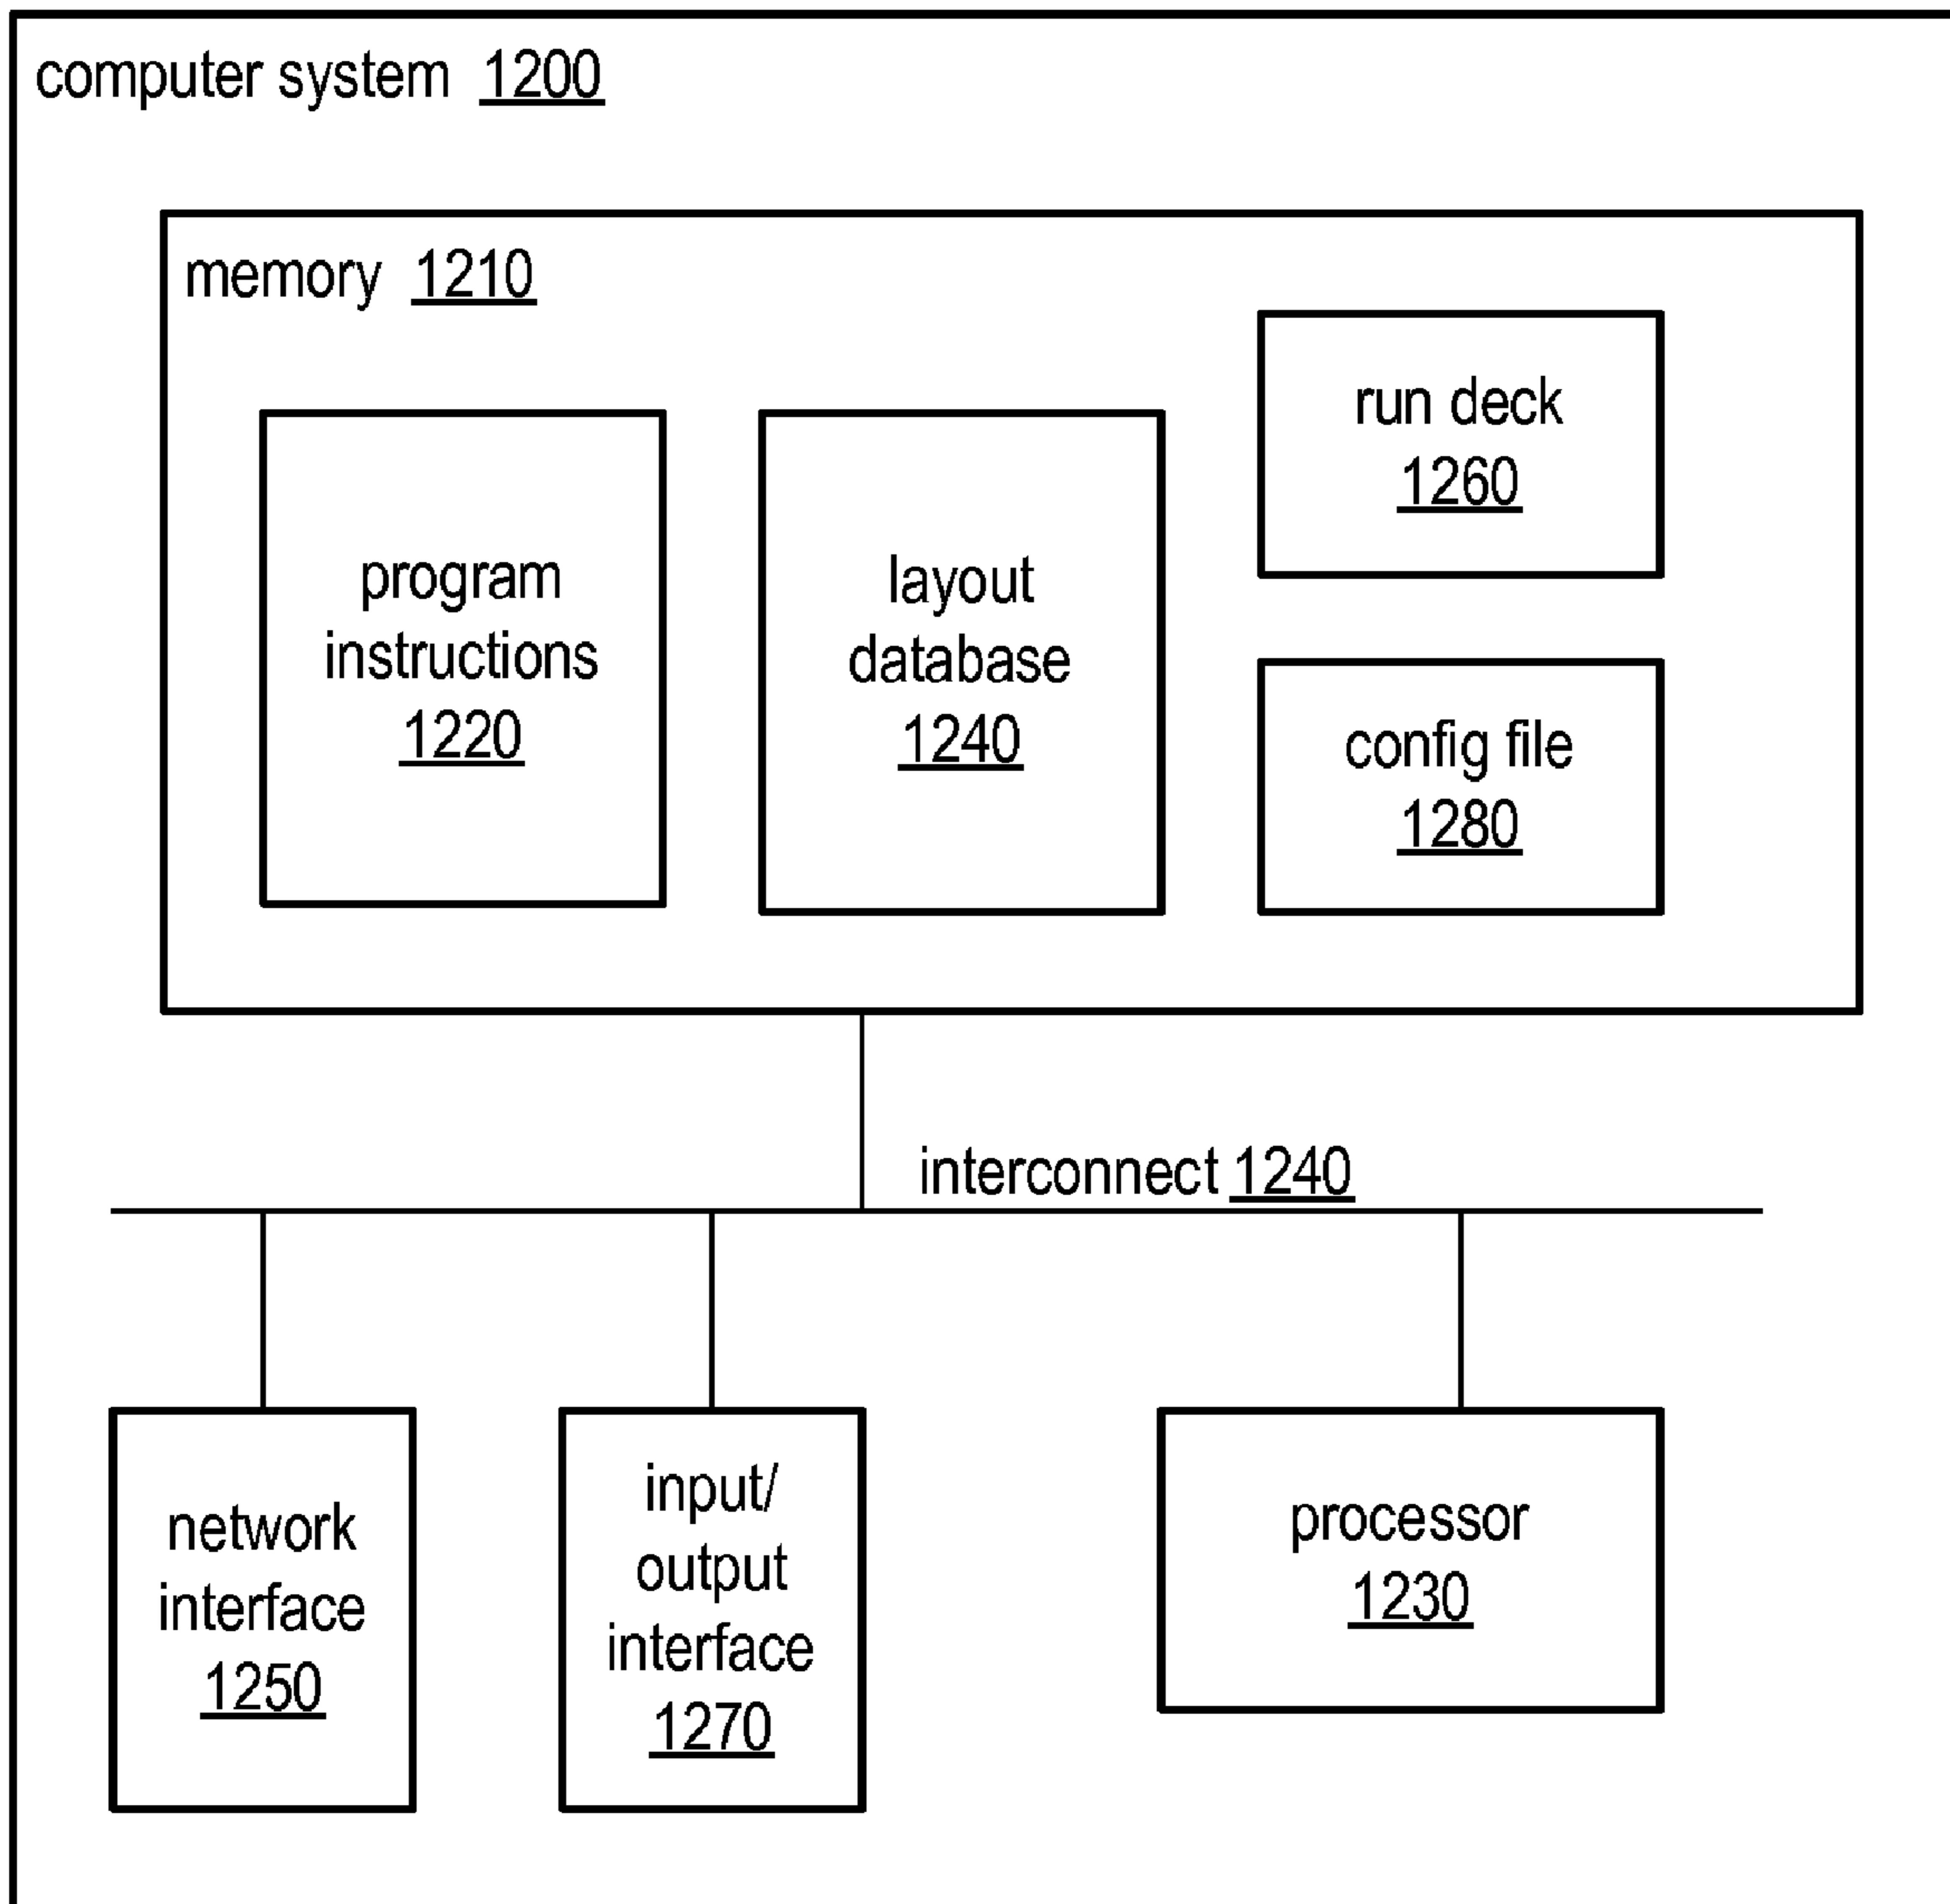 computer system 1200
memory 1210
run deck
1260
program
instructions
1220
layout
database
1240
config file
1280
interconnect 1240
network
interface
1250
input/
output
interface
1270
processor
1230